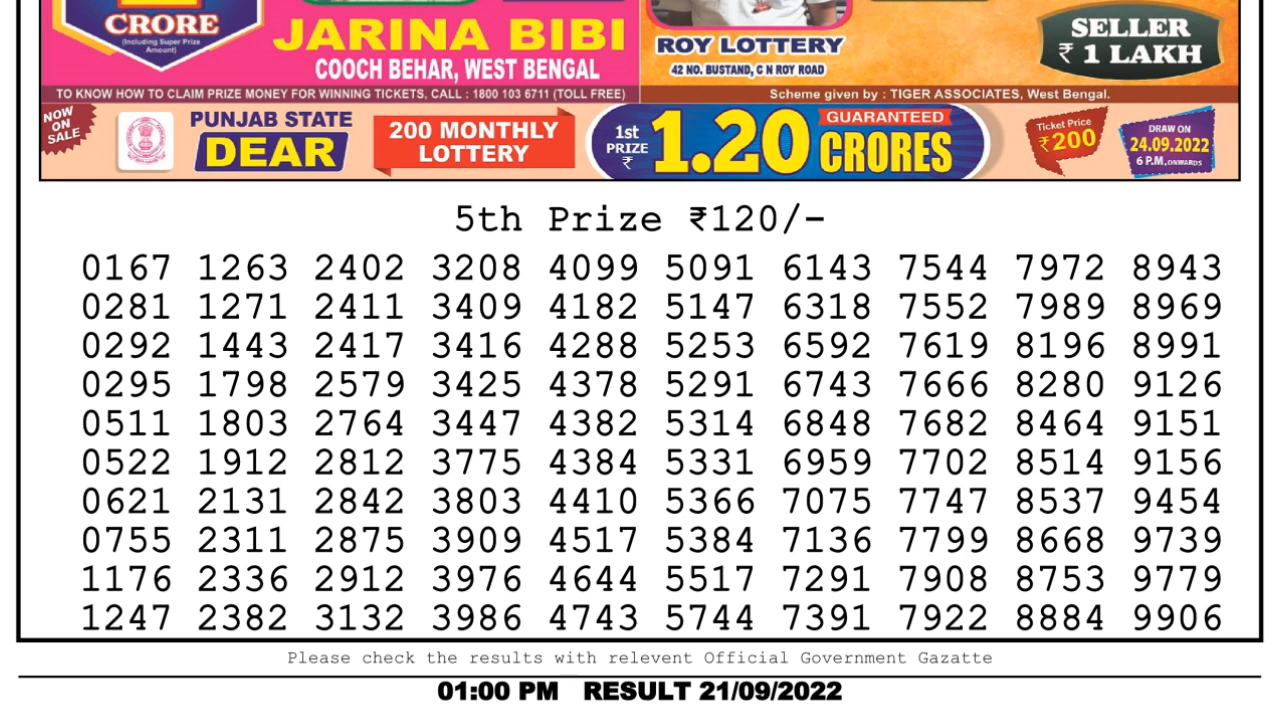 CRORE
(Including Super Prize
Amount)
JARINA BIBI
COOCH BEHAR, WEST BENGAL
ROY LOTTERY
42 NO. BUSTAND, C N ROY ROAD
SELLER
₹ 1 LAKH
TO KNOW HOW TO CLAIM PRIZE MONEY FOR WINNING TICKETS, CALL : 1800 103 6711 (TOLL FREE)
Scheme given by : TIGER ASSOCIATES, West Bengal.
NOW
ON
SALE
PUNJAB STATE
DEAR
200 MONTHLY
LOTTERY
1st
PRIZE
₹
1.20
GUARANTEED
CRORES
Ticket Price
₹200
DRAW ON
24.09.2022
6 P.M. ONWARDS
5th Prize ₹120/-
0167 1263 2402 3208 4099 5091 6143 7544 7972 8943
0281 1271 2411 3409 4182 5147 6318 7552 7989 8969
0292 1443 2417 3416 4288 5253 6592 7619 8196 8991
0295 1798 2579 3425 4378 5291 6743 7666 8280 9126
0511 1803 2764 3447 4382 5314 6848 7682 8464 9151
0522 1912 2812 3775 4384 5331 6959 7702 8514 9156
0621 2131 2842 3803 4410 5366 7075 7747 8537 9454
0755 2311 2875 3909 4517 5384 7136 7799 8668 9739
1176 2336 2912 3976 4644 5517 7291 7908 8753 9779
1247 2382 3132 3986 4743 5744 7391 7922 8884 9906
Please check the results with relevent Official Government Gazatte
01:00 PM RESULT 21/09/2022